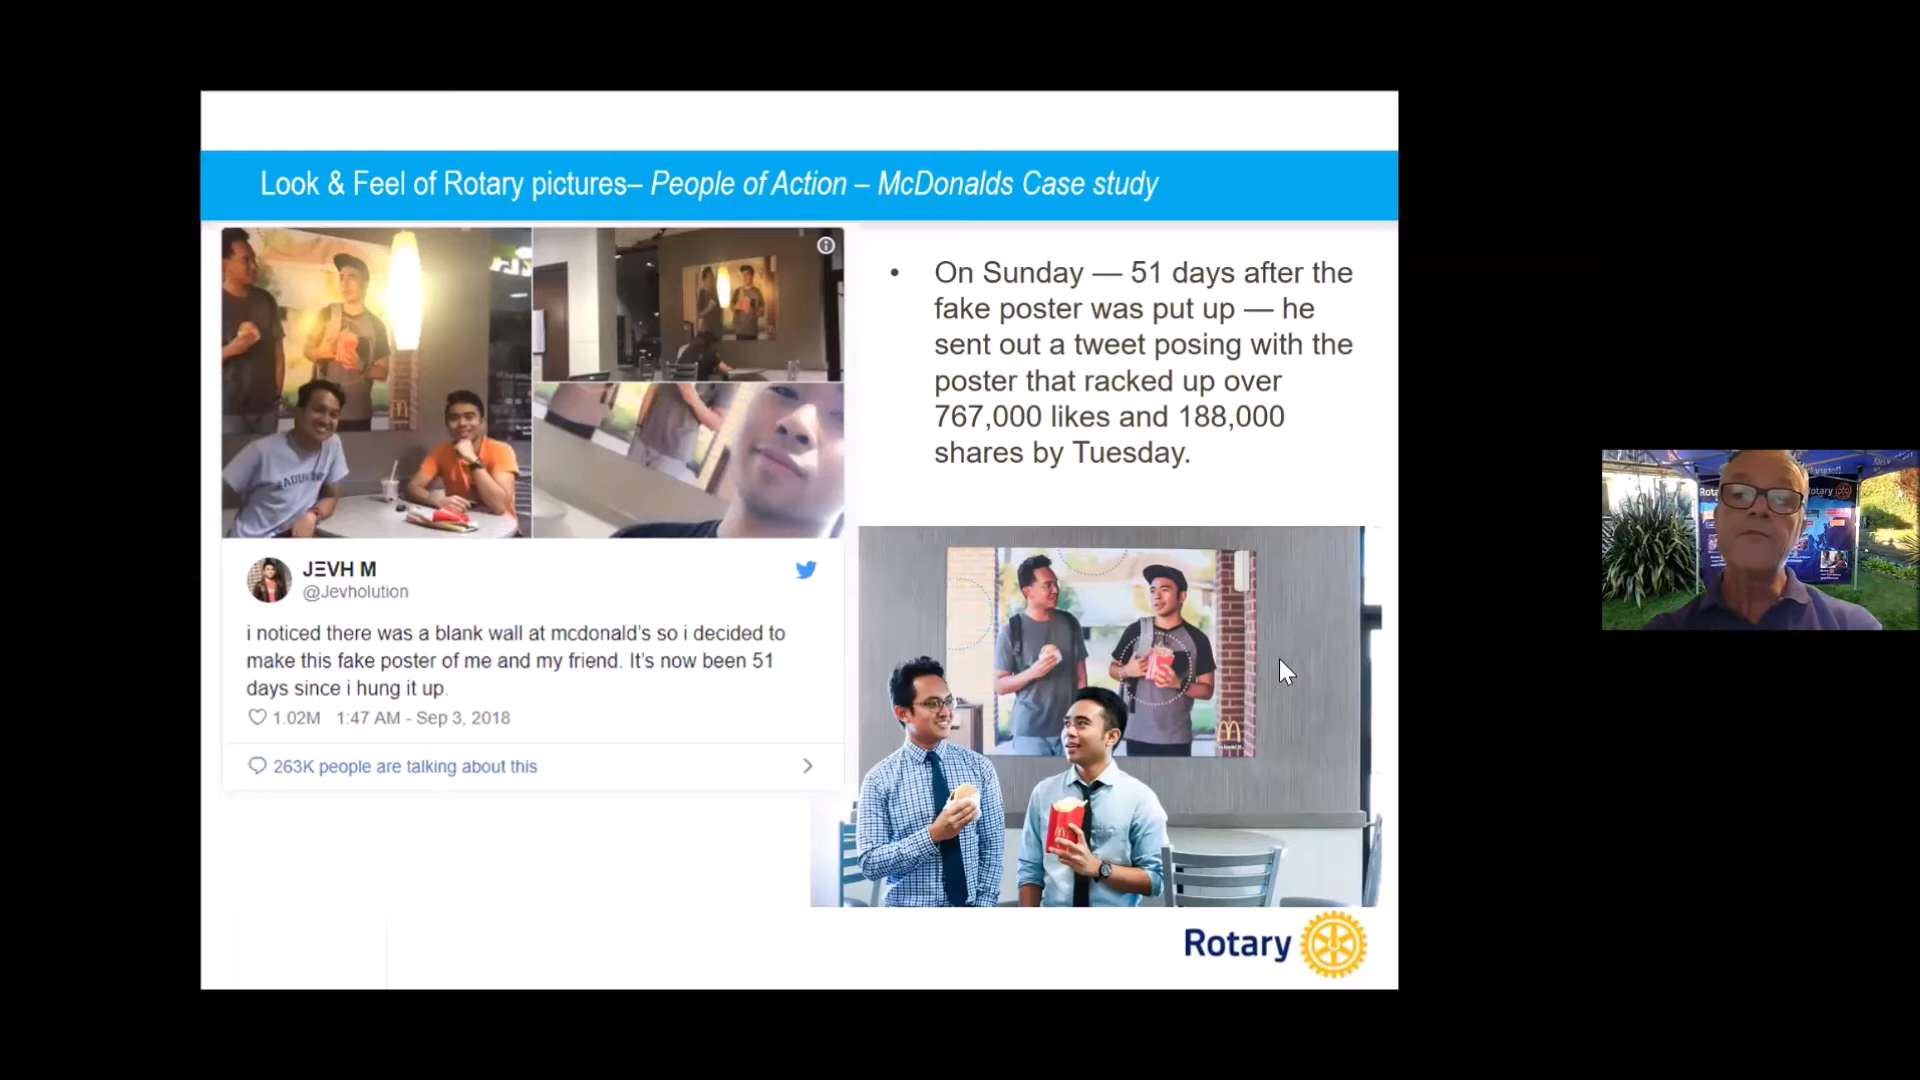 Look & Feel of Rotary pictures– People of Action – McDonalds Case study
• On Sunday — 51 days after the
fake poster was put up — he
sent out a tweet posing with the
poster that racked up over
767,000 likes and 188,000
shares by Tuesday.
JΞVH M
@Jevholution
i noticed there was a blank wall at mcdonald's so i decided to
make this fake poster of me and my friend. It's now been 51
days since i hung it up.
1.02M 1:47 AM - Sep 3, 2018
263K people are talking about this
Rotary
Rotary